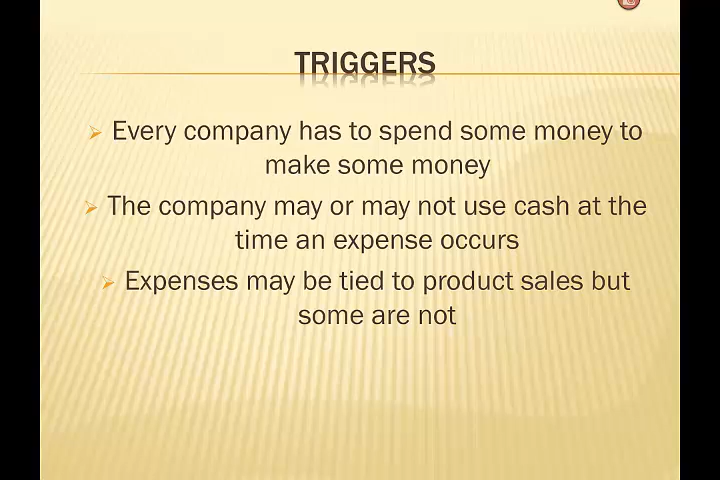 TRIGGERS
Every company has to spend some money to
make some money
The company may or may not use cash at the
time an expense occurs
Expenses may be tied to product sales but
some are not